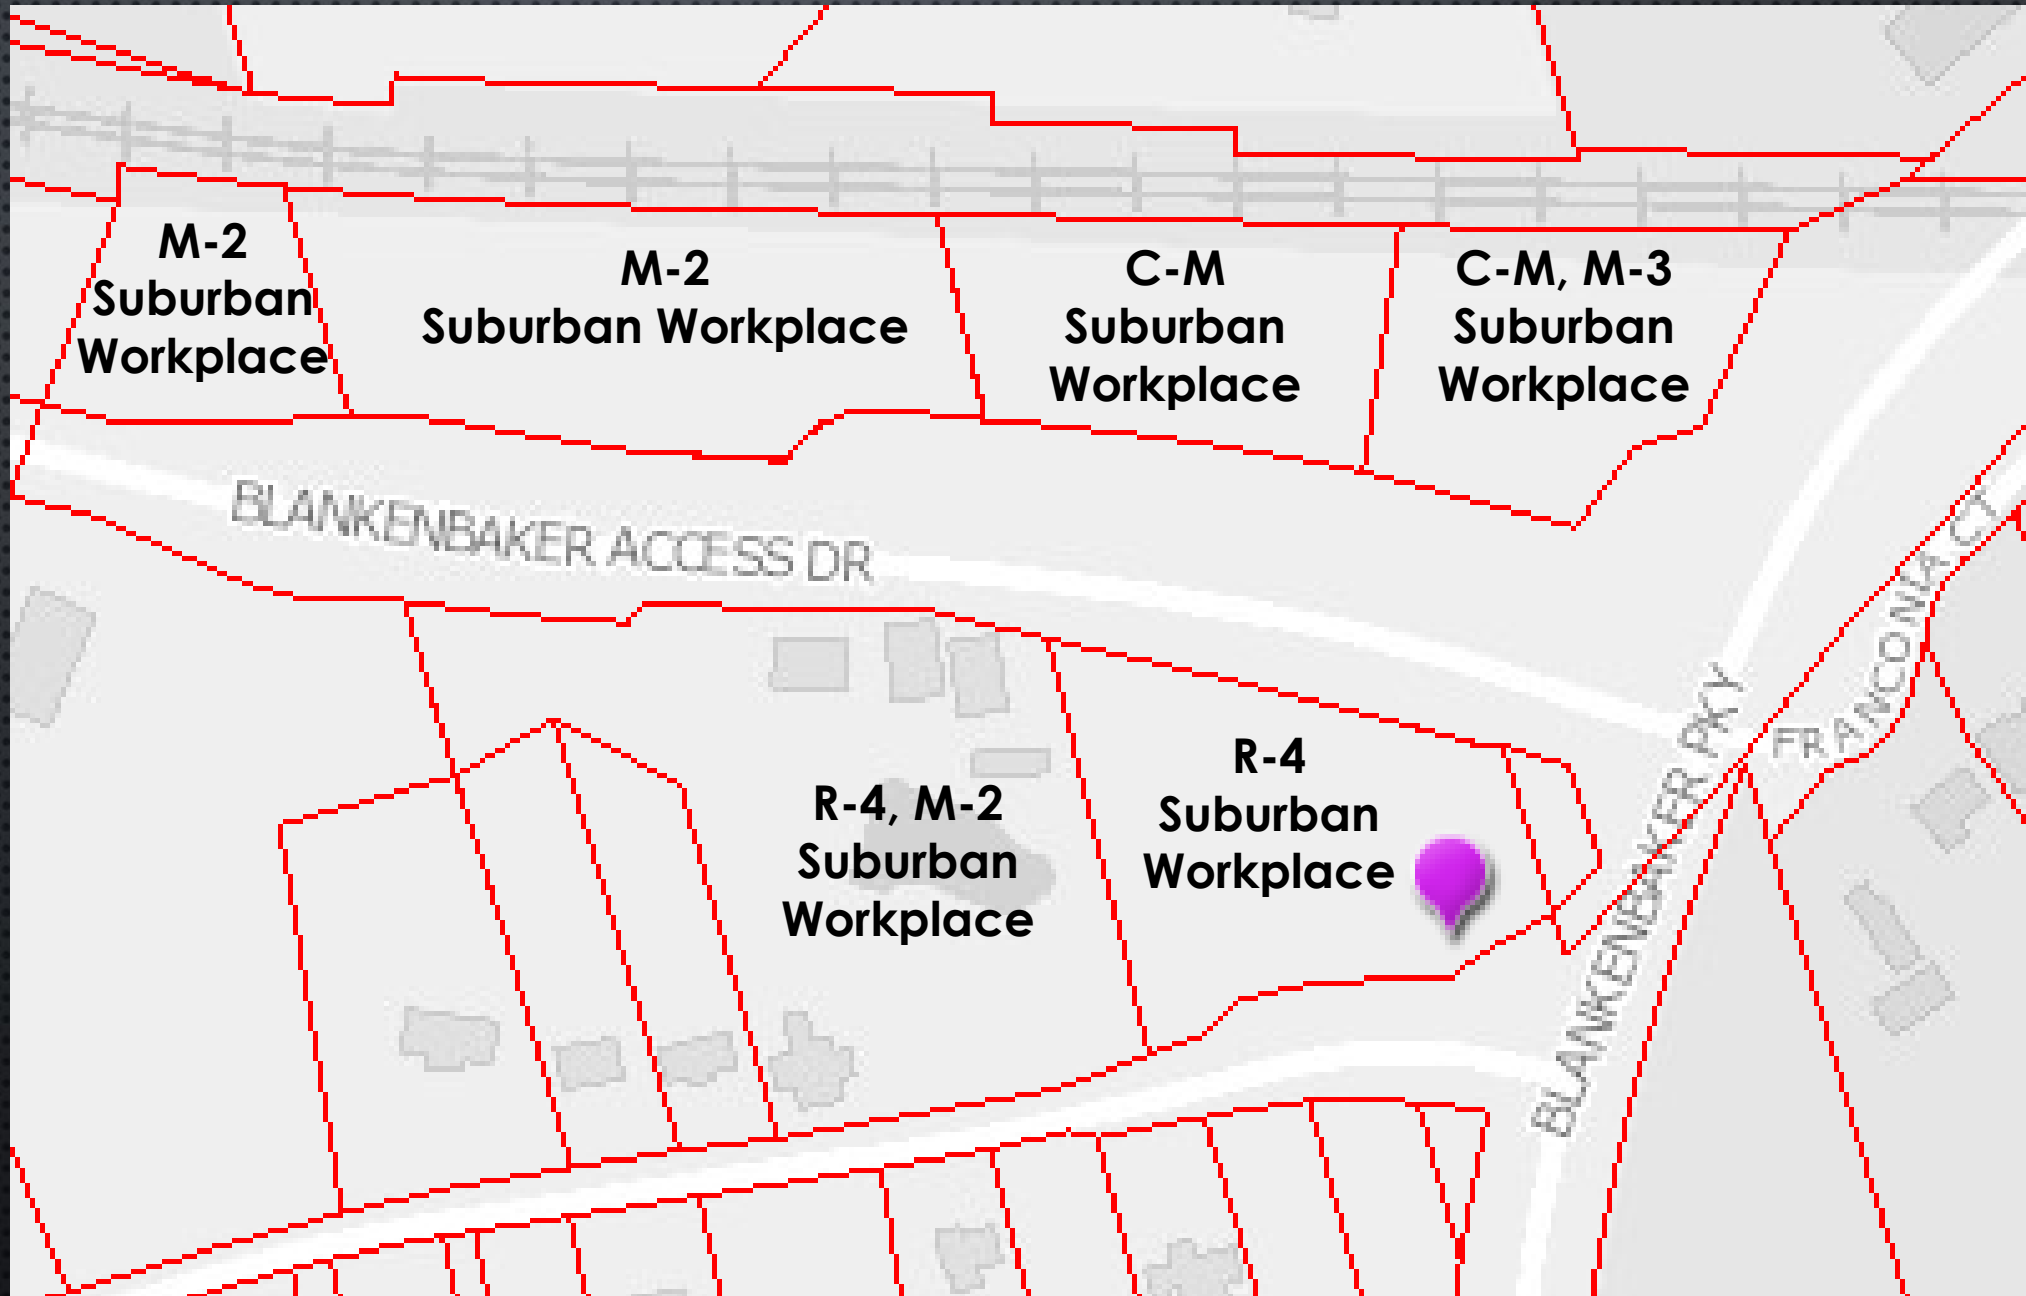 M-2
Suburban
Workplace
M-2
Suburban Workplace
C-M
Suburban
Workplace
C-M, M-3
Suburban
Workplace
BLANKENBAKER ACCESS DR
FRANCONIA CT
BLANKENBAKER PKY
R-4, M-2
Suburban
Workplace
R-4
Suburban
Workplace